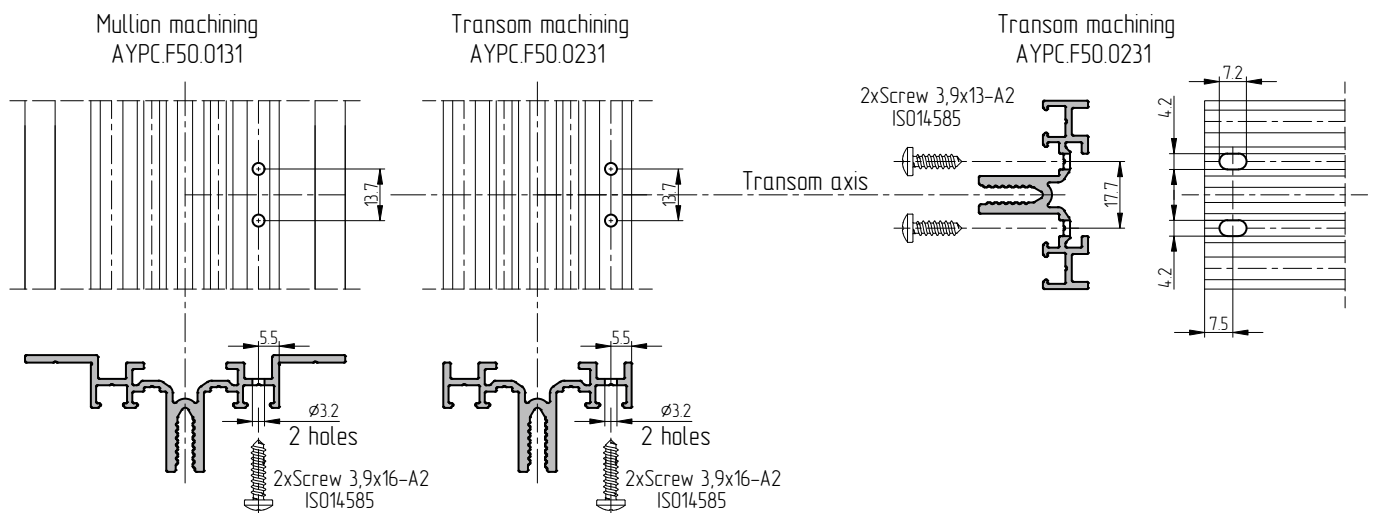 Mullion machining
AYPC.F50.0131
Transom machining
AYPC.F50.0231
Transom machining
AYPC.F50.0231
7.2
2xScrew 3,9x13-A2
ISO14585
4.2
13.7
13.7
Transom axis
17.7
4.2
7.5
5.5
5.5
Ø3.2
2 holes
Ø3.2
2 holes
2xScrew 3,9x16-A2
ISO14585
2xScrew 3,9x16-A2
ISO14585